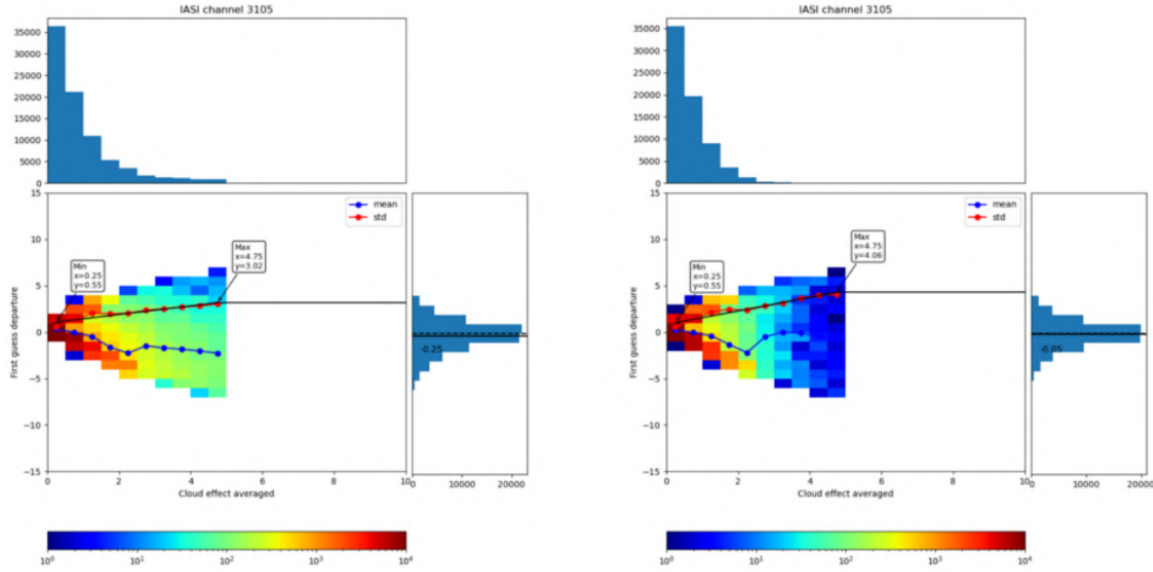 IASI channel 3105
35000
30000
25000
20000
15000
10000
5000
0
15
10
5
0
−5
−10
−15
First guess departure
Min
x=0.25
y=0.55
Max
x=4.75
y=3.02
mean
std
-0.25
0
2
4
6
8
10
10000
20000
Cloud effect averaged
10⁰
10¹
10²
10³
10⁴
IASI channel 3105
35000
30000
25000
20000
15000
10000
5000
0
15
10
5
0
−5
−10
−15
First guess departure
Min
x=0.25
y=0.55
Max
x=4.75
y=4.06
mean
std
-0.05
0
2
4
6
8
10
0
10000
20000
Cloud effect averaged
10⁰
10¹
10²
10³
10⁴